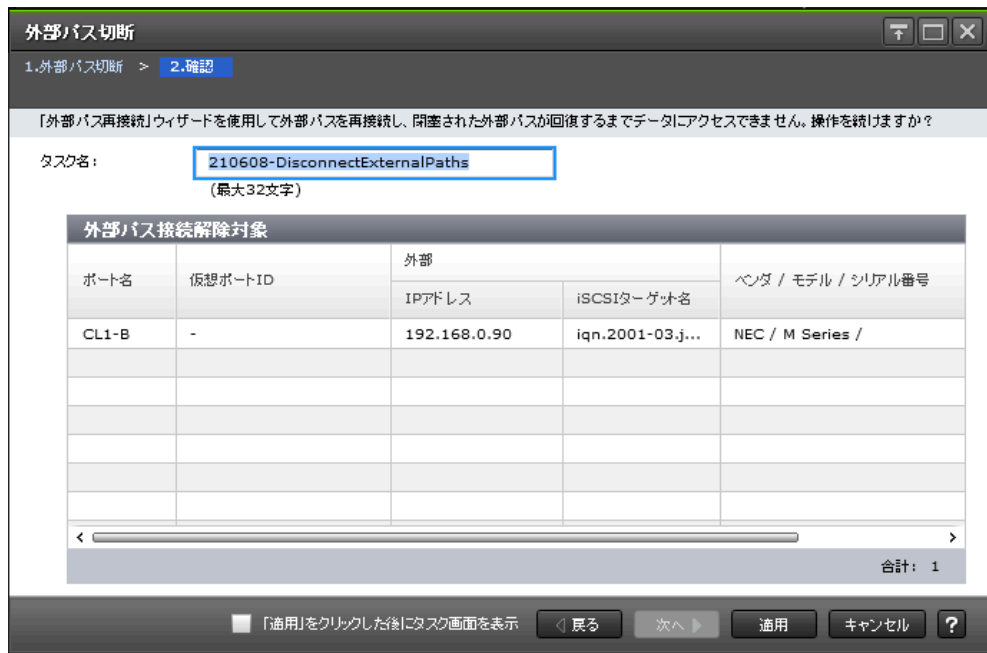 外部パス切断
1.外部パス切断 > 2.確認
「外部パス再接続」ウィザードを使用して外部パスを再接続し、閉塞された外部パスが回復するまでデータにアクセスできません。操作を続けますか？
タスク名：
210608-DisconnectExternalPaths
(最大32文字)
外部パス接続解除対象
ポート名 仮想ポートID 外部 ベンダ / モデル / シリアル番号
IPアドレス iSCSIターゲット名
CL1-B - 192.168.0.90 iqn.2001-03.j... NEC / M Series /
合計: 1
「適用」をクリックした後にタスク画面を表示 戻る 次へ 適用 キャンセル ?